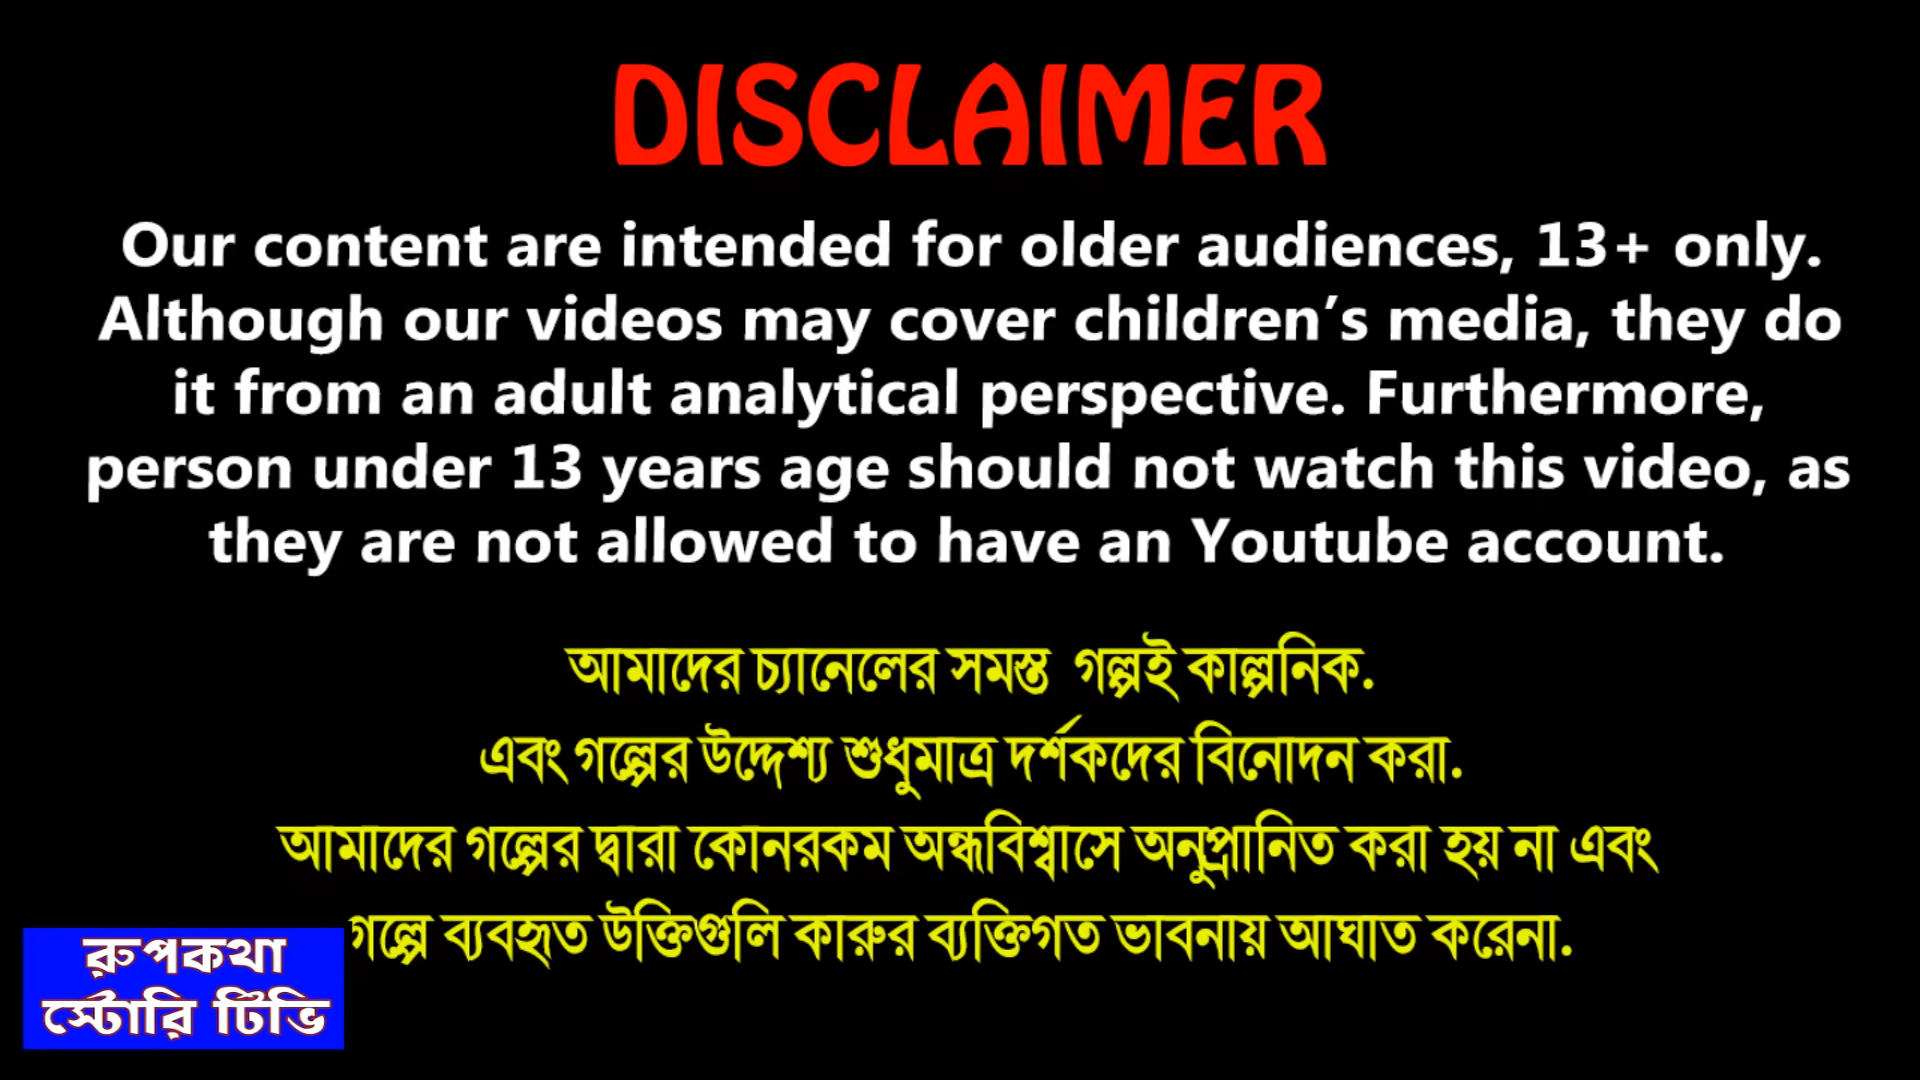 DISCLAIMER
Our content are intended for older audiences, 13+ only.
Although our videos may cover children’s media, they do
it from an adult analytical perspective. Furthermore,
person under 13 years age should not watch this video, as
they are not allowed to have an Youtube account.
আমাদের চ্যানেলের সমস্ত গল্পই কাল্পনিক.
এবং গল্পের উদ্দেশ্য শুধুমাত্র দর্শকদের বিনোদন করা.
আমাদের গল্পের দ্বারা কোনরকম অন্ধবিশ্বাসে অনুপ্রানিত করা হয় না এবং
গল্পে ব্যবহৃত উক্তিগুলি কারুর ব্যক্তিগত ভাবনায় আঘাত করেনা.
রুপকথা
স্টোরি টিভি